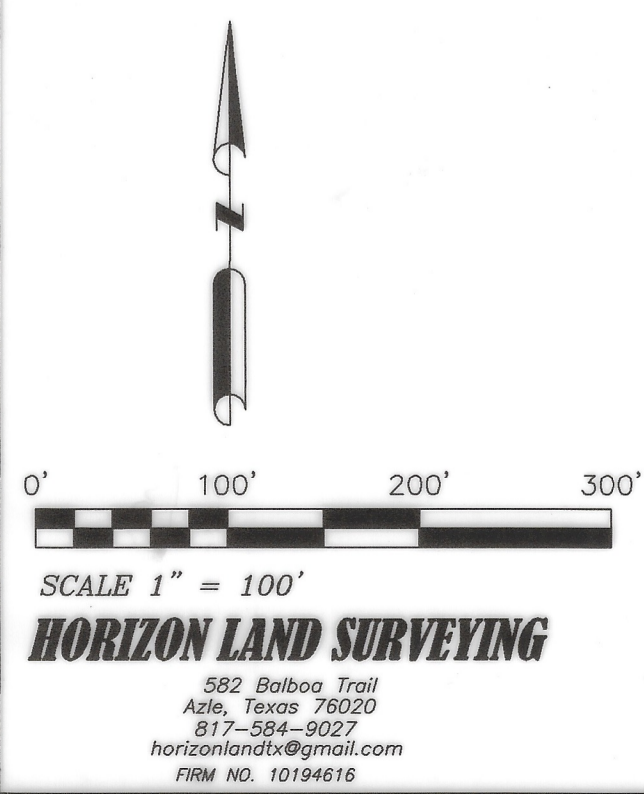 N
0' 100' 200' 300'
SCALE 1" = 100'
HORIZON LAND SURVEYING
582 Balboa Trail
Azle, Texas 76020
817-584-9027
horizonlandtx@gmail.com
FIRM NO. 10194616